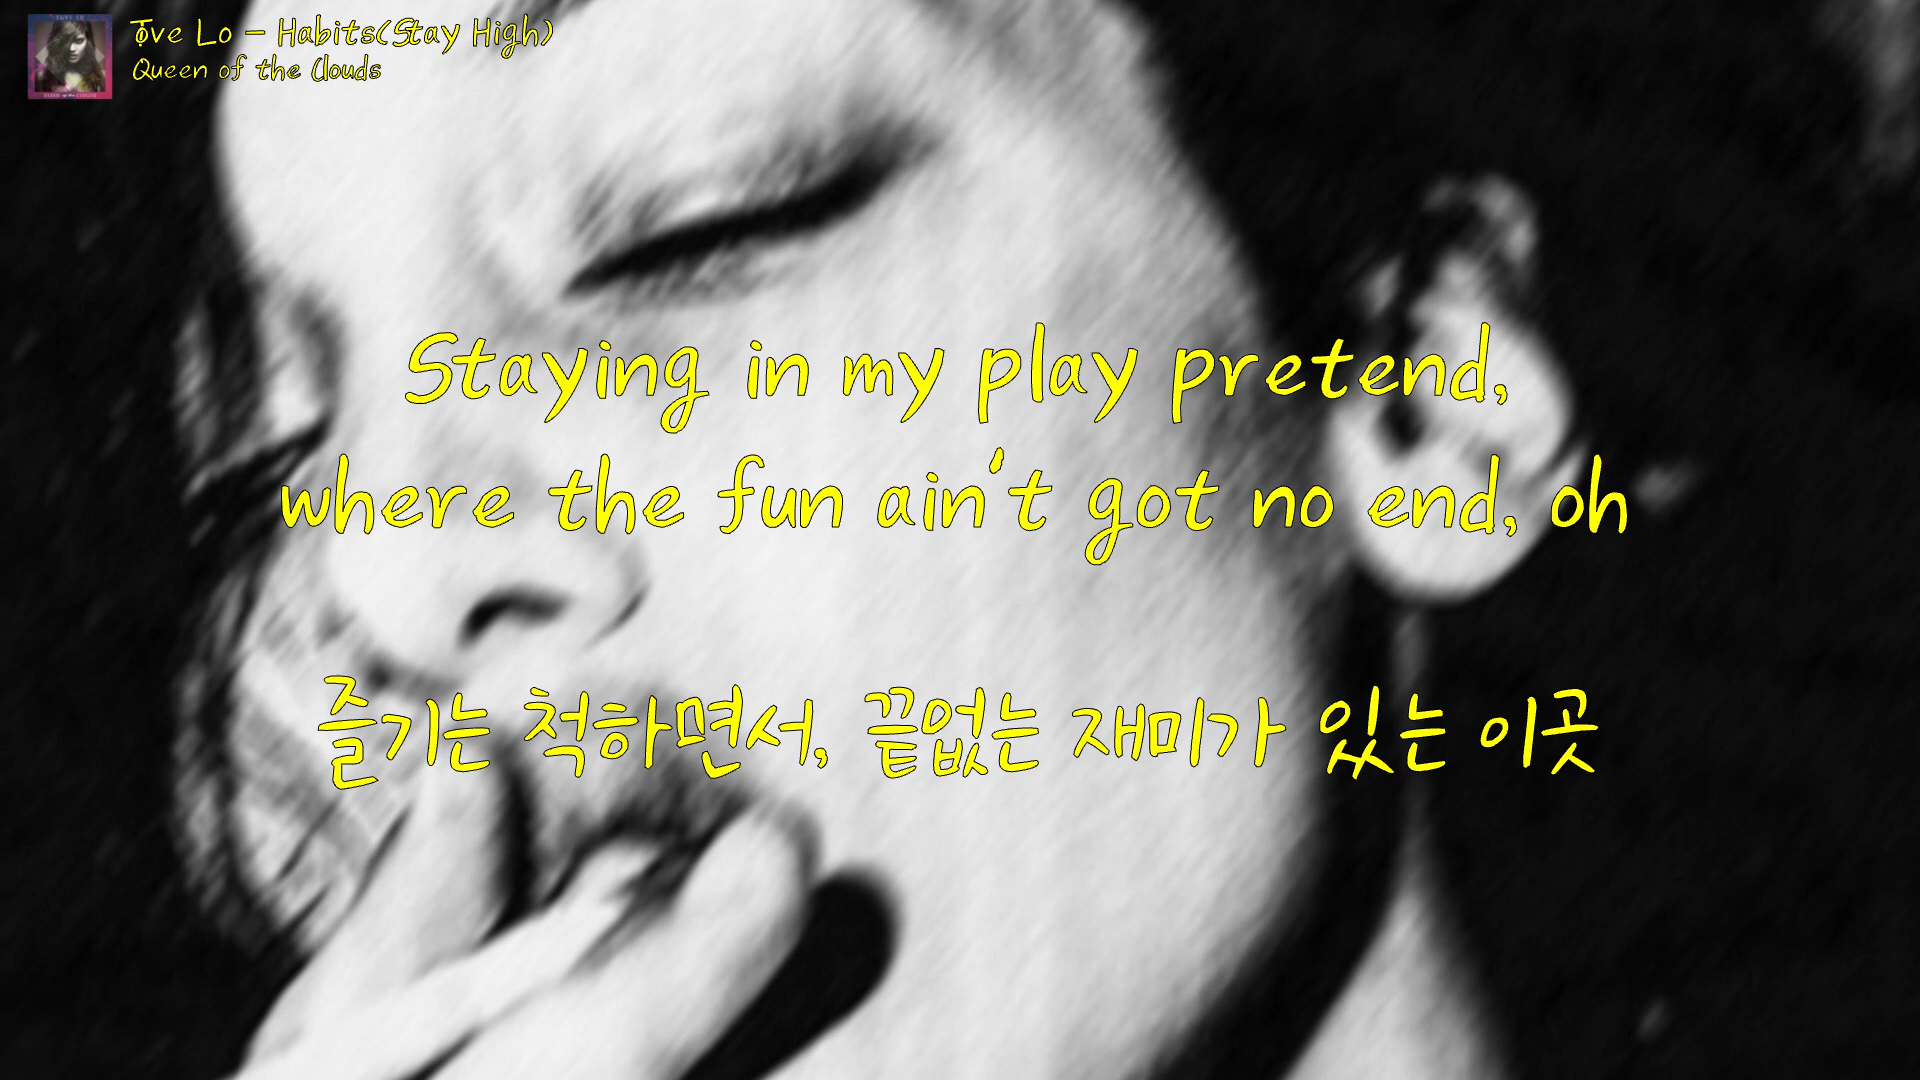 Tove Lo - Habits(Stay High)
Queen of the Clouds
Staying in my play pretend,
where the fun ain't got no end, oh
즐기는 척하면서, 끝없는 재미가 있는 이곳